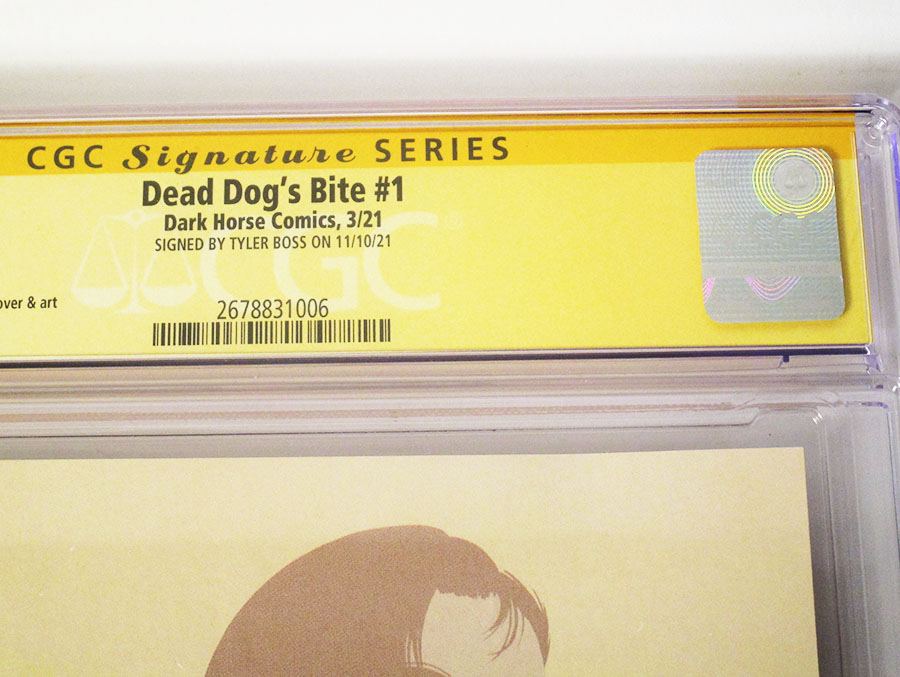 CGC Signature SERIES
Dead Dog's Bite #1
Dark Horse Comics, 3/21
SIGNED BY TYLER BOSS ON 11/10/21
CGC
over & art
2678831006